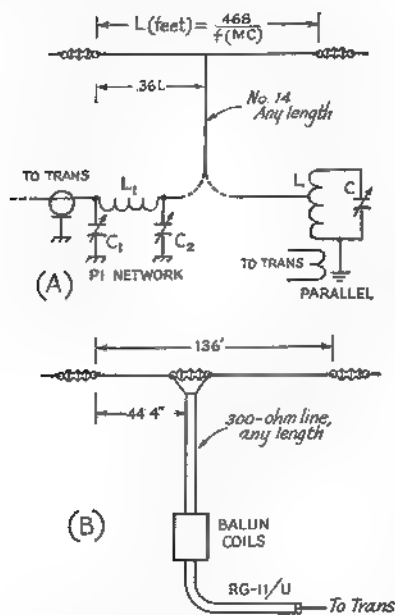 L (feet) = 468
f (MC)
.36L
No. 14
Any length
TO TRANS
L1
L
C
C1
C2
(A)
PI NETWORK
TO TRANS
PARALLEL
136'
44'4"
300-ohm line,
any length
(B)
BALUN
COILS
RG-11/U
To Trans